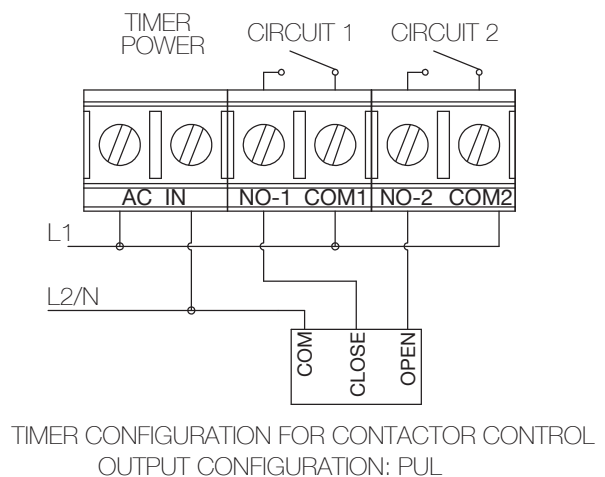 TIMER
POWER
CIRCUIT 1
CIRCUIT 2
AC IN
NO-1
COM1
NO-2
COM2
L1
L2/N
COM
CLOSE
OPEN
TIMER CONFIGURATION FOR CONTACTOR CONTROL
OUTPUT CONFIGURATION: PUL